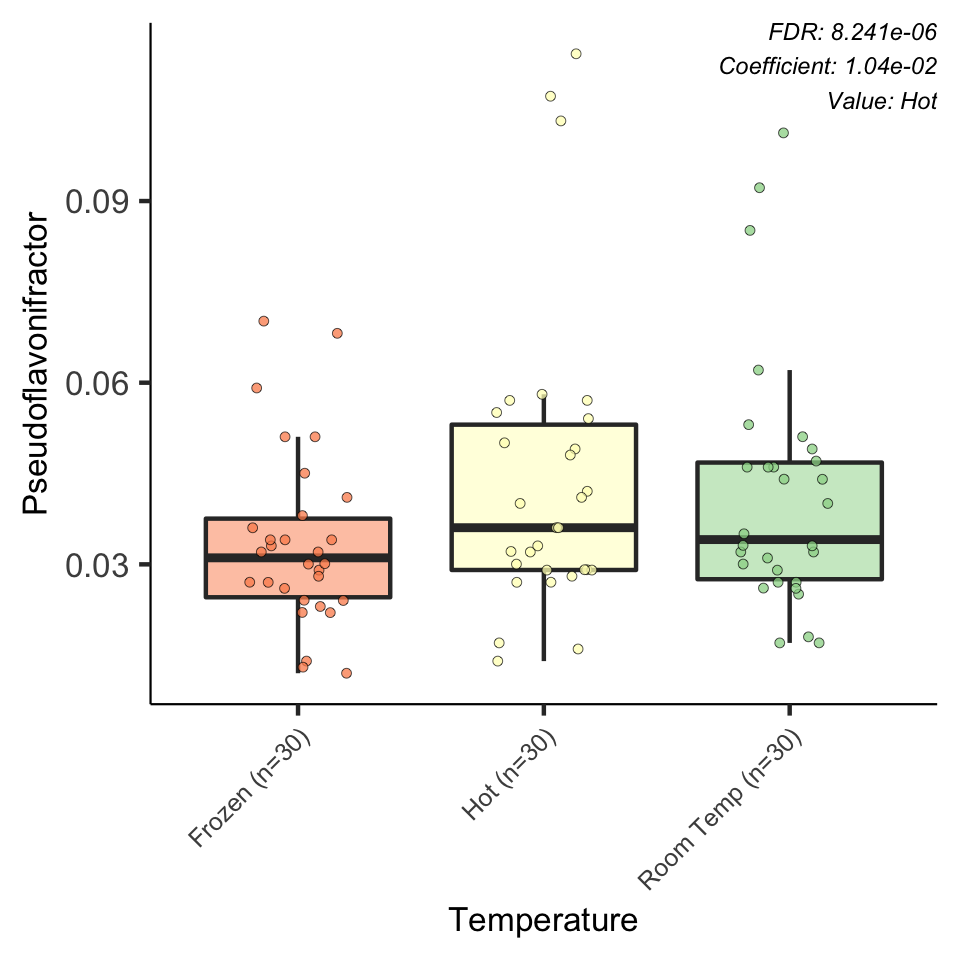 FDR: 8.241e-06
Coefficient: 1.04e-02
Value: Hot
Pseudoflavonifractor
0.09
0.06
0.03
Frozen (n=30)
Hot (n=30)
Room Temp (n=30)
Temperature